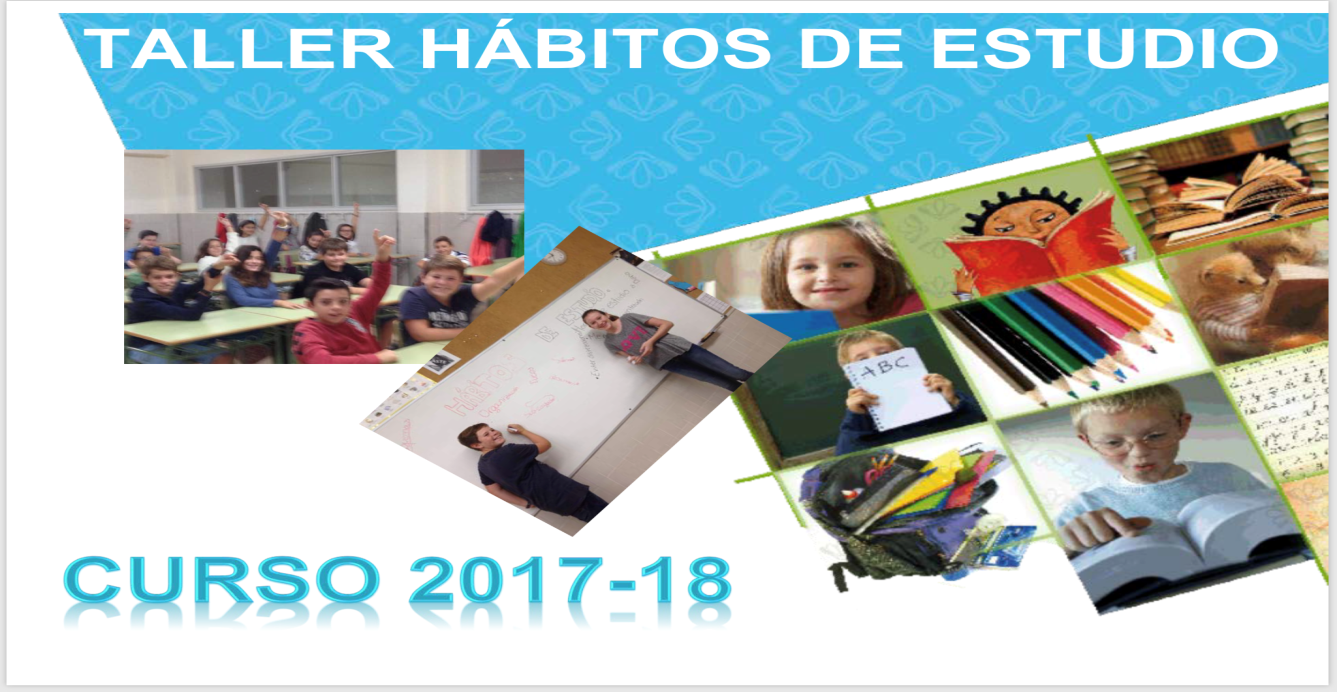 TALLER HÁBITOS DE ESTUDIO
ABC
CURSO 2017-18